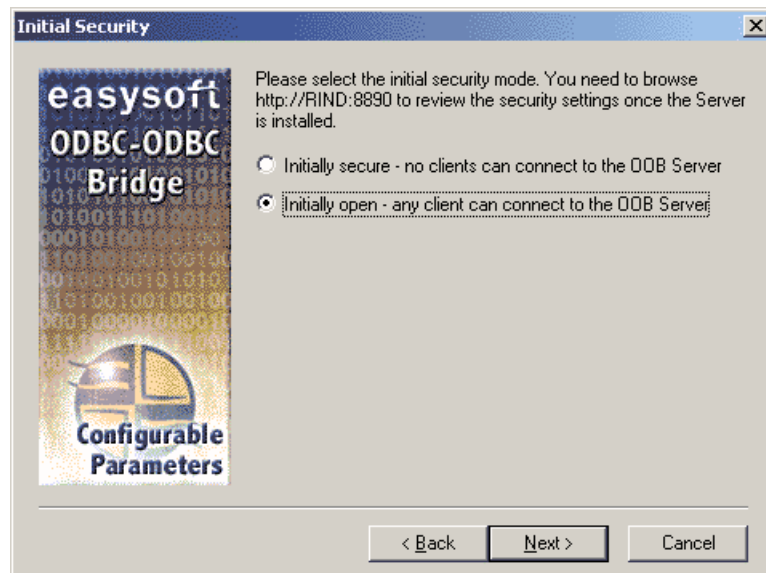 Initial Security
easysoft
ODBC-ODBC
Bridge
Configurable
Parameters
Please select the initial security mode. You need to browse
http://RIND:8890 to review the security settings once the Server
is installed.
Initially secure - no clients can connect to the OOB Server
Initially open - any client can connect to the OOB Server
< Back
Next >
Cancel